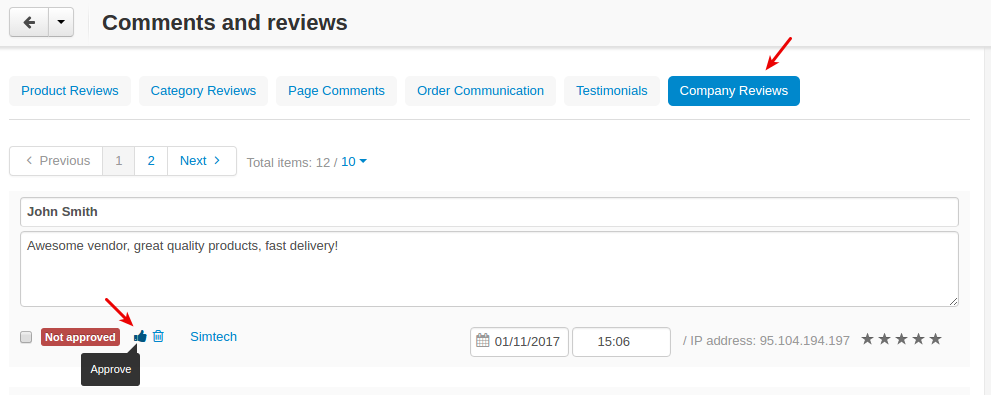 Comments and reviews
Product Reviews Category Reviews Page Comments Order Communication Testimonials Company Reviews
Previous 1 2 Next Total items: 12 / 10
John Smith
Awesome vendor, great quality products, fast delivery!
Not approved Simtech 01/11/2017 15:06 / IP address: 95.104.194.197
Approve